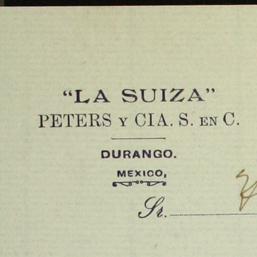 "LA SUIZA"
PETERS Y CIA. S. EN C.
DURANGO.
MEXICO,
Sr.